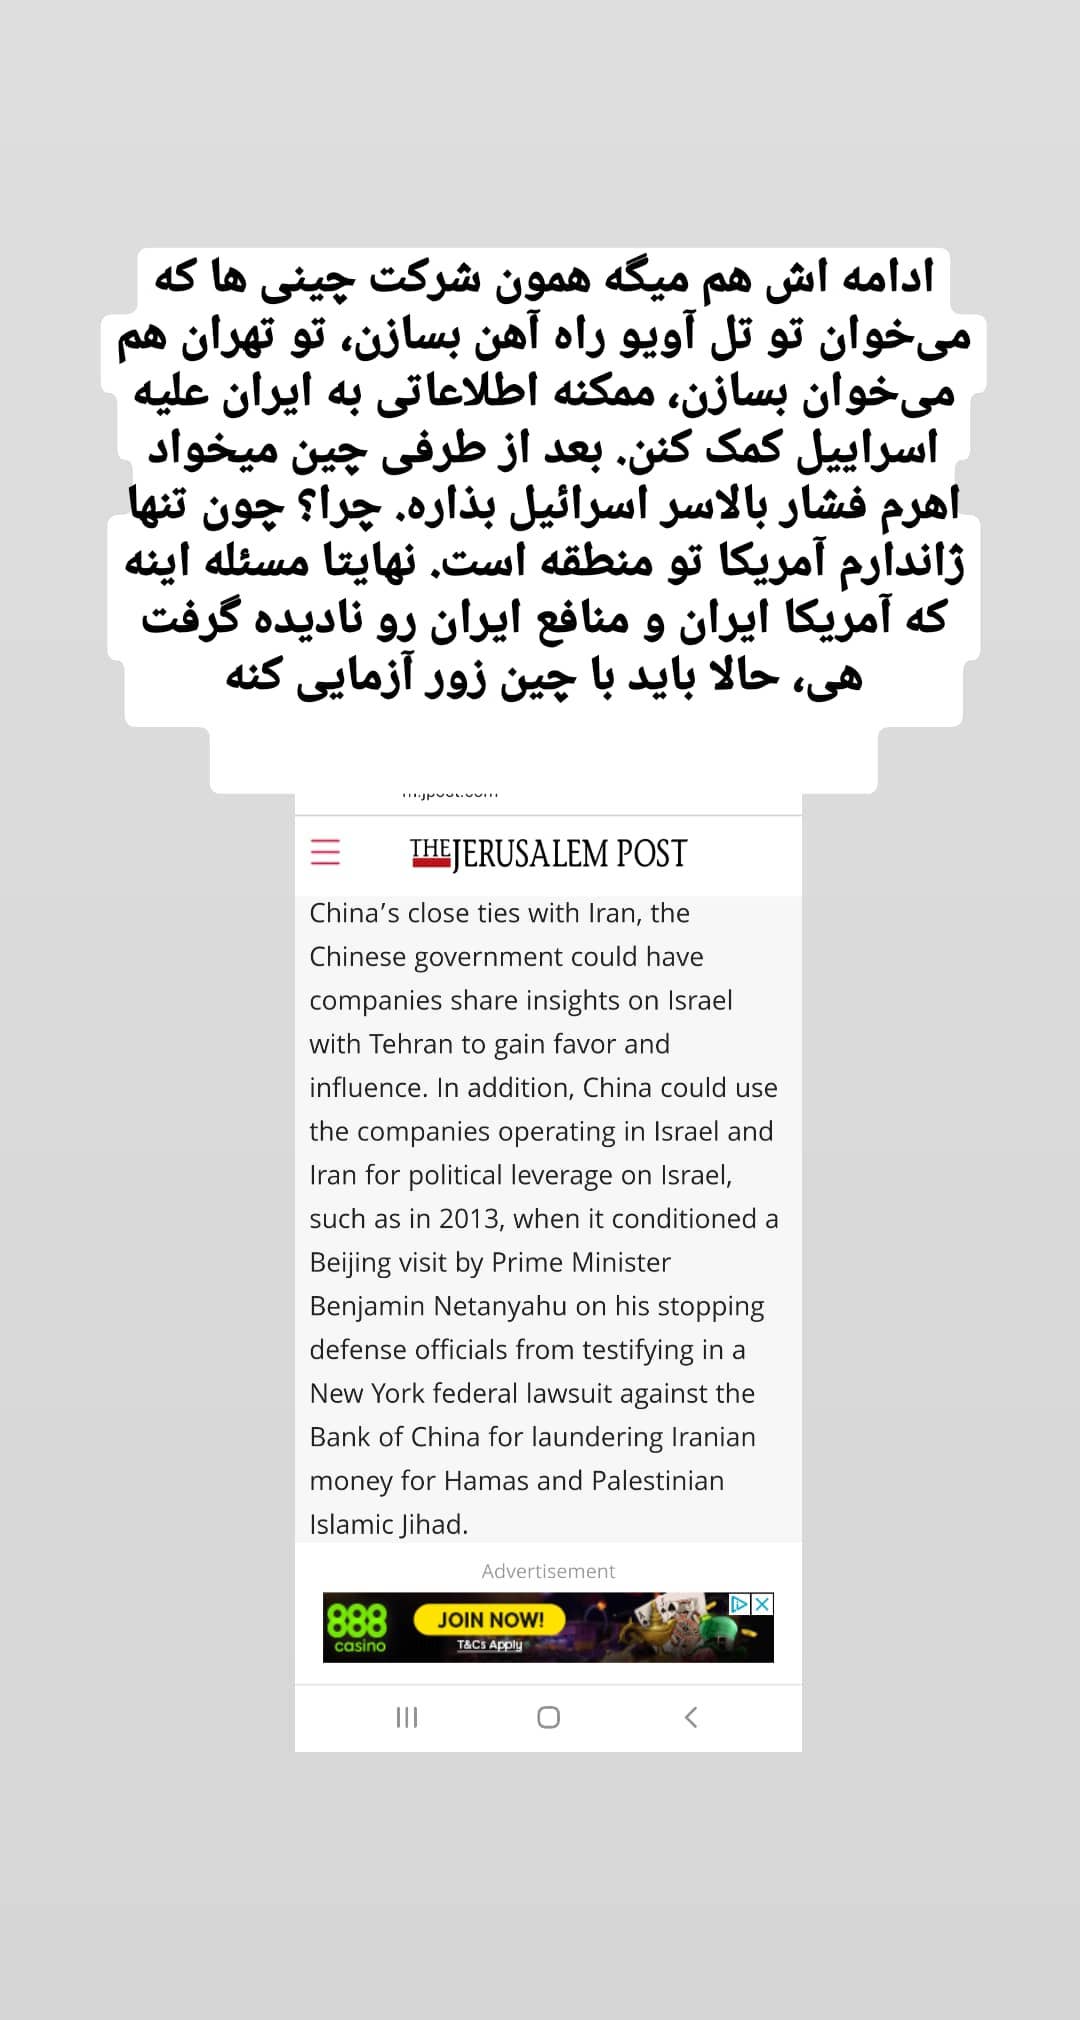 ادامه اش هم میگه همون شرکت چینی ها که
می‌خوان تو تل آویو راه آهن بسازن، تو تهران هم
می‌خوان بسازن، ممکنه اطلاعاتی به ایران علیه
اسراییل کمک کنن. بعد از طرفی چین میخواد
اهرم فشار بالاسر اسرائیل بذاره. چرا؟ چون تنها
ژاندارم آمریکا تو منطقه است. نهایتا مسئله اینه
که آمریکا ایران و منافع ایران رو نادیده گرفت
هی، حالا باید با چین زور آزمایی کنه
THE JERUSALEM POST
China’s close ties with Iran, the
Chinese government could have
companies share insights on Israel
with Tehran to gain favor and
influence. In addition, China could use
the companies operating in Israel and
Iran for political leverage on Israel,
such as in 2013, when it conditioned a
Beijing visit by Prime Minister
Benjamin Netanyahu on his stopping
defense officials from testifying in a
New York federal lawsuit against the
Bank of China for laundering Iranian
money for Hamas and Palestinian
Islamic Jihad.
Advertisement
888
casino
JOIN NOW!
T&Cs Apply